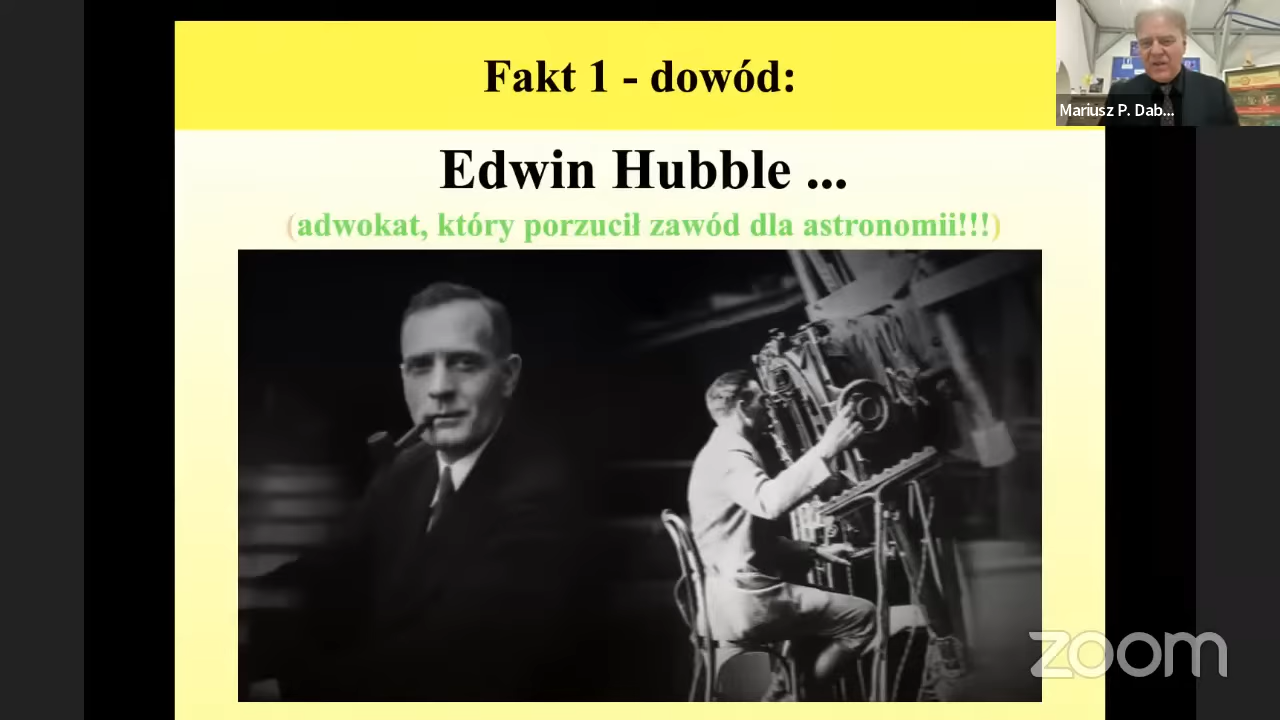 Fakt 1 - dowód:
Edwin Hubble ...
(adwokat, który porzucił zawód dla astronomii!!!)
Mariusz P. Dab...
zoom